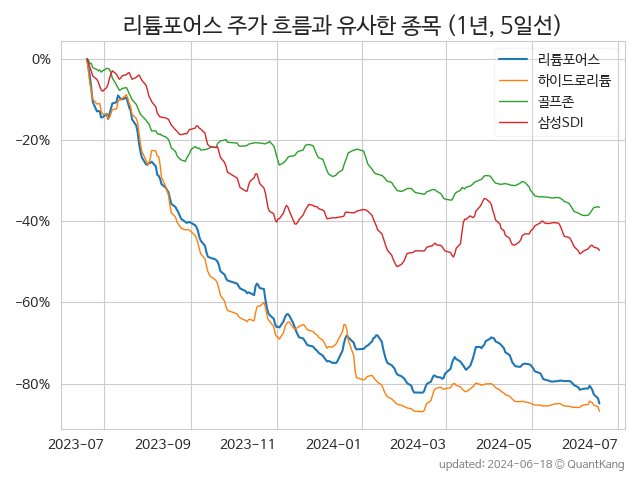 리튬포어스 주가 흐름과 유사한 종목 (1년, 5일선)
리튬포어스
하이드로리튬
골프존
삼성SDI
0%
−20%
−40%
−60%
−80%
2023-07 2023-09 2023-11 2024-01 2024-03 2024-05 2024-07
updated: 2024-06-18 © QuantKang